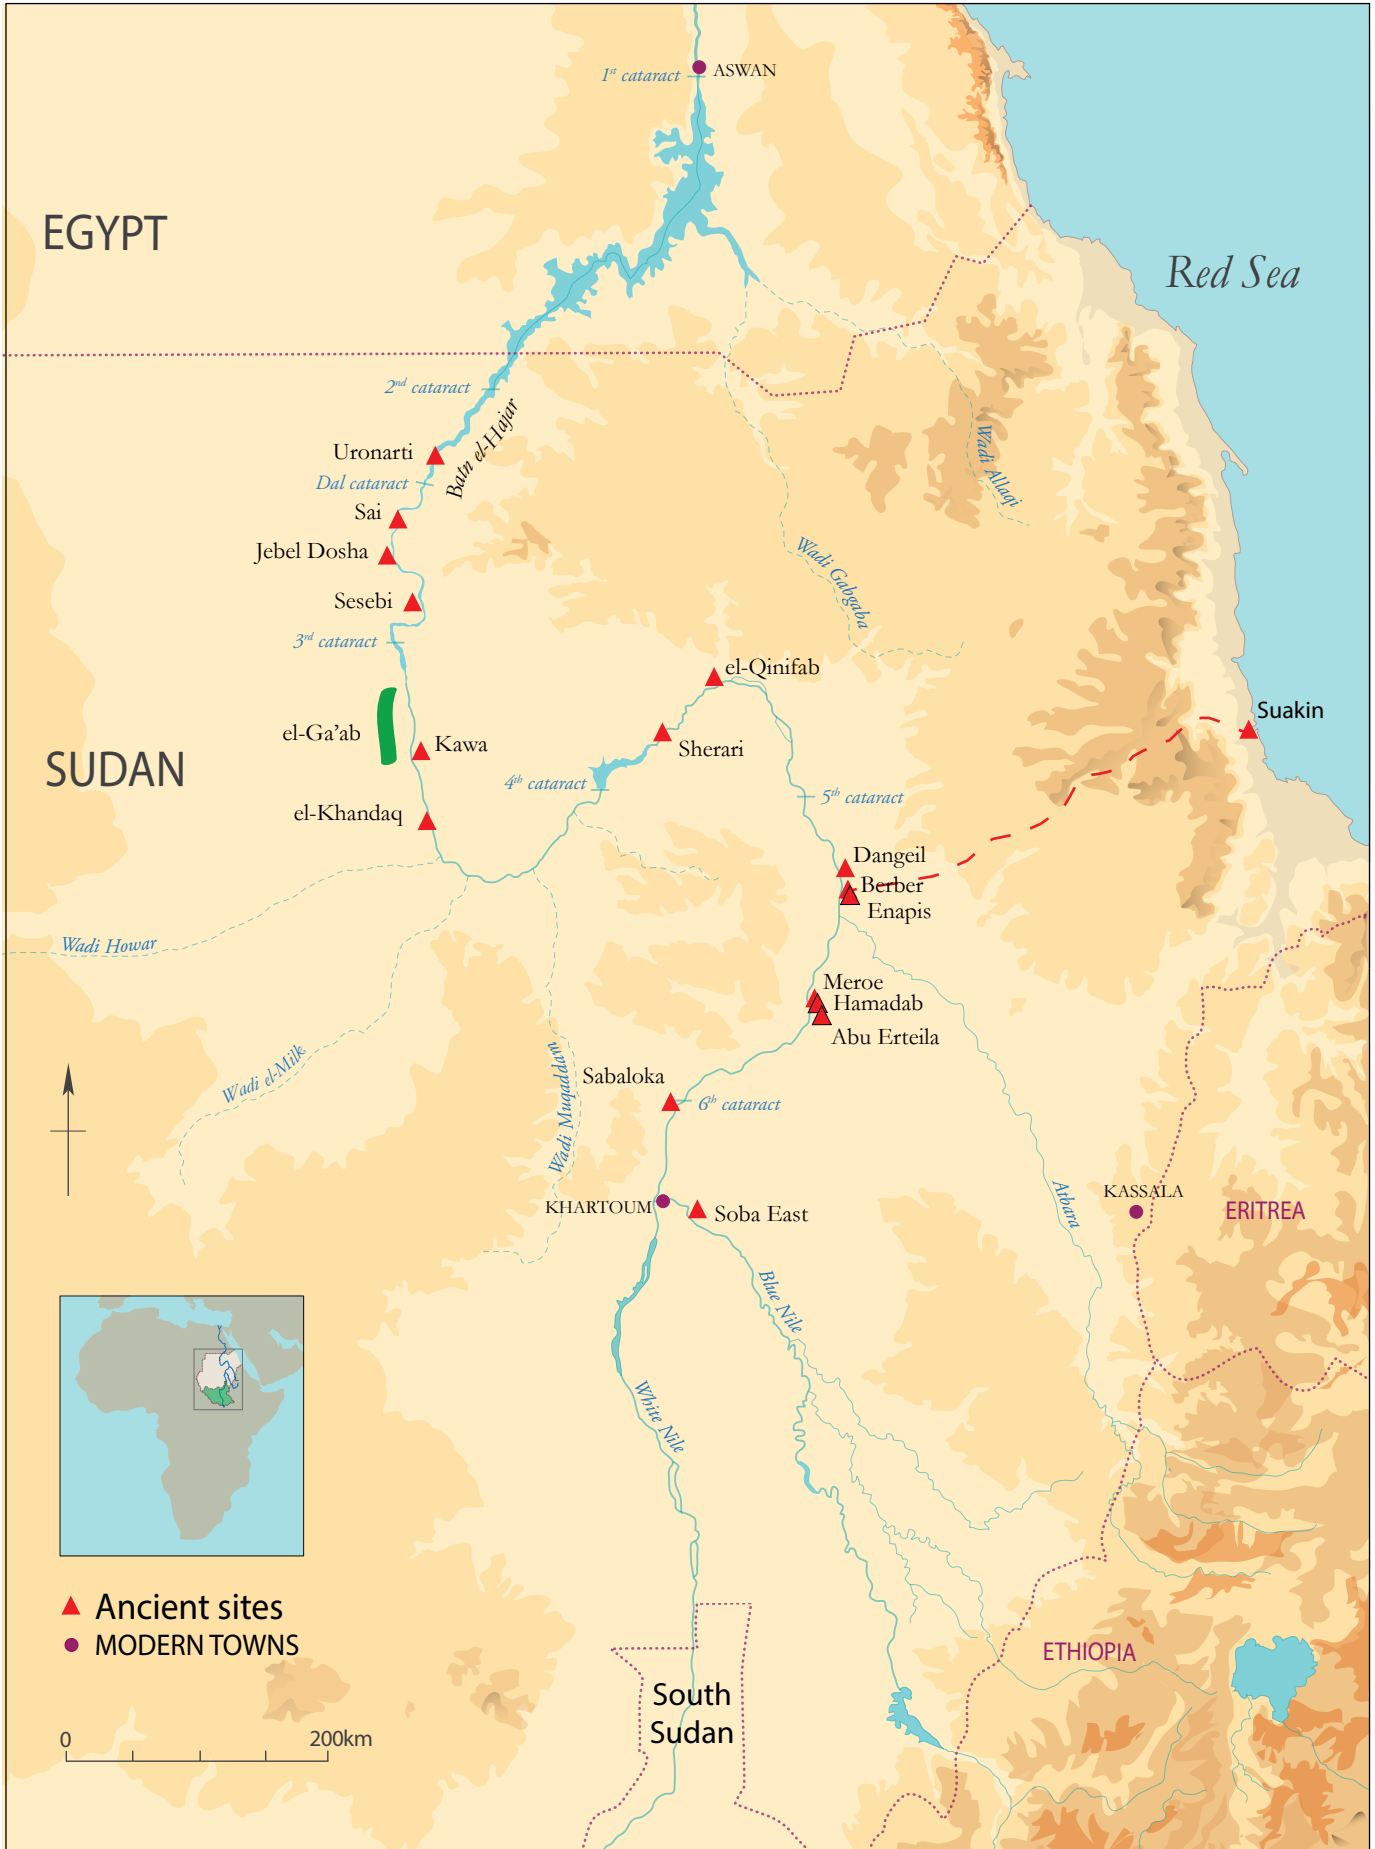 1st cataract
ASWAN
EGYPT
Red Sea
2nd cataract
Batn el-Hajar
Uronarti
Dal cataract
Wadi Allaqi
Sai
Jebel Dosha
Wadi Gabgaba
Sesebi
3rd cataract
el-Qinifab
Suakin
el-Ga'ab
Kawa
Sherari
SUDAN
4th cataract
5th cataract
el-Khandaq
Dangeil
Berber
Enapis
Wadi Howar
Meroe
Hamadab
Abu Erteila
Wadi el-Milk
Wadi Muqaddam
Sabaloka
6th cataract
KHARTOUM
Soba East
Atbara
KASSALA
ERITREA
Blue Nile
White Nile
Ancient sites
MODERN TOWNS
ETHIOPIA
South
Sudan
0
200km